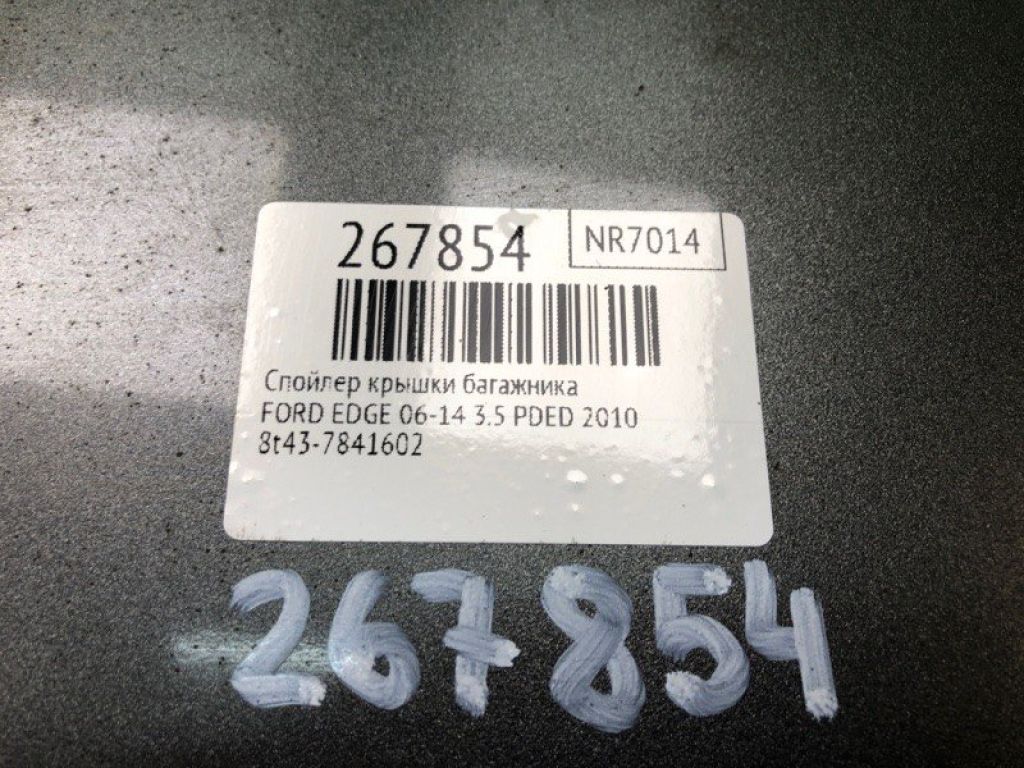 267854 NR7014
Спойлер крышки багажника
FORD EDGE 06-14 3.5 PDED 2010
8t43-7841602
267854